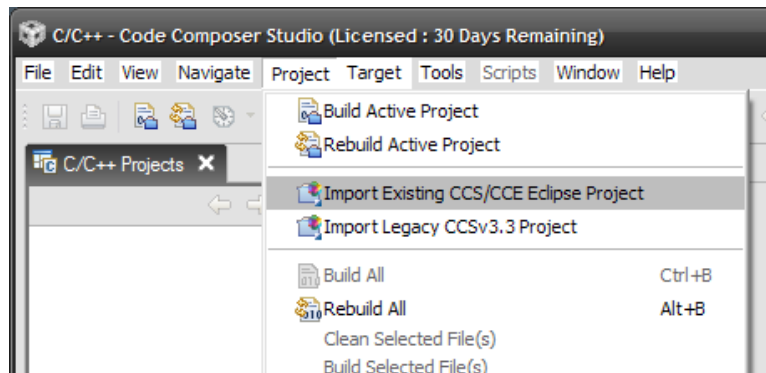 C/C++ - Code Composer Studio (Licensed : 30 Days Remaining)
File Edit View Navigate Project Target Tools Scripts Window Help
Build Active Project
Rebuild Active Project
C/C++ Projects
Import Existing CCS/CCE Eclipse Project
Import Legacy CCSv3.3 Project
Build All Ctrl+B
Rebuild All Alt+B
Clean Selected File(s)
Build Selected File(s)